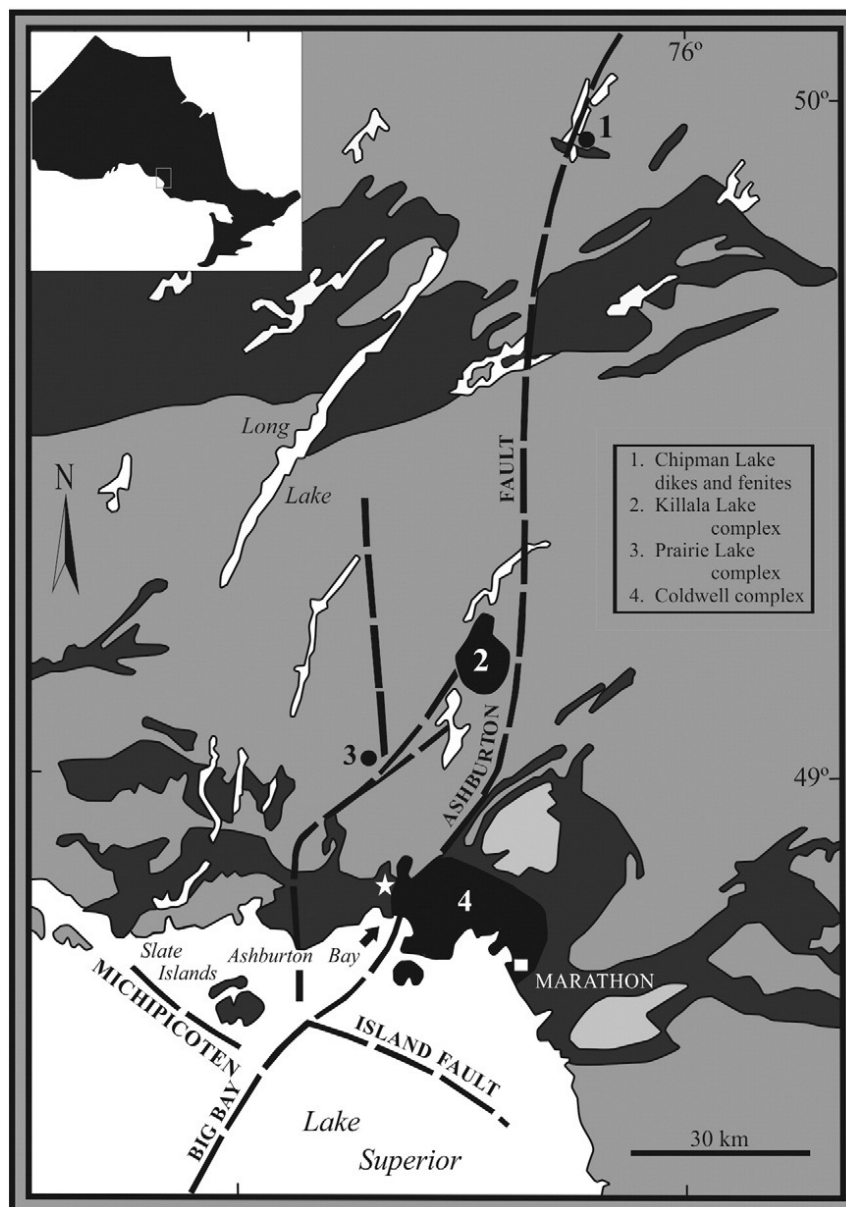 76º
50º
1
Long
Lake
FAULT
N
1. Chipman Lake
dikes and fenites
2. Killala Lake
complex
3. Prairie Lake
complex
4. Coldwell complex
2
3
ASHBURTON
49º
4
Slate
Islands
Ashburton Bay
MARATHON
MICHIPICOTEN
ISLAND FAULT
BIG BAY
Lake
Superior
30 km